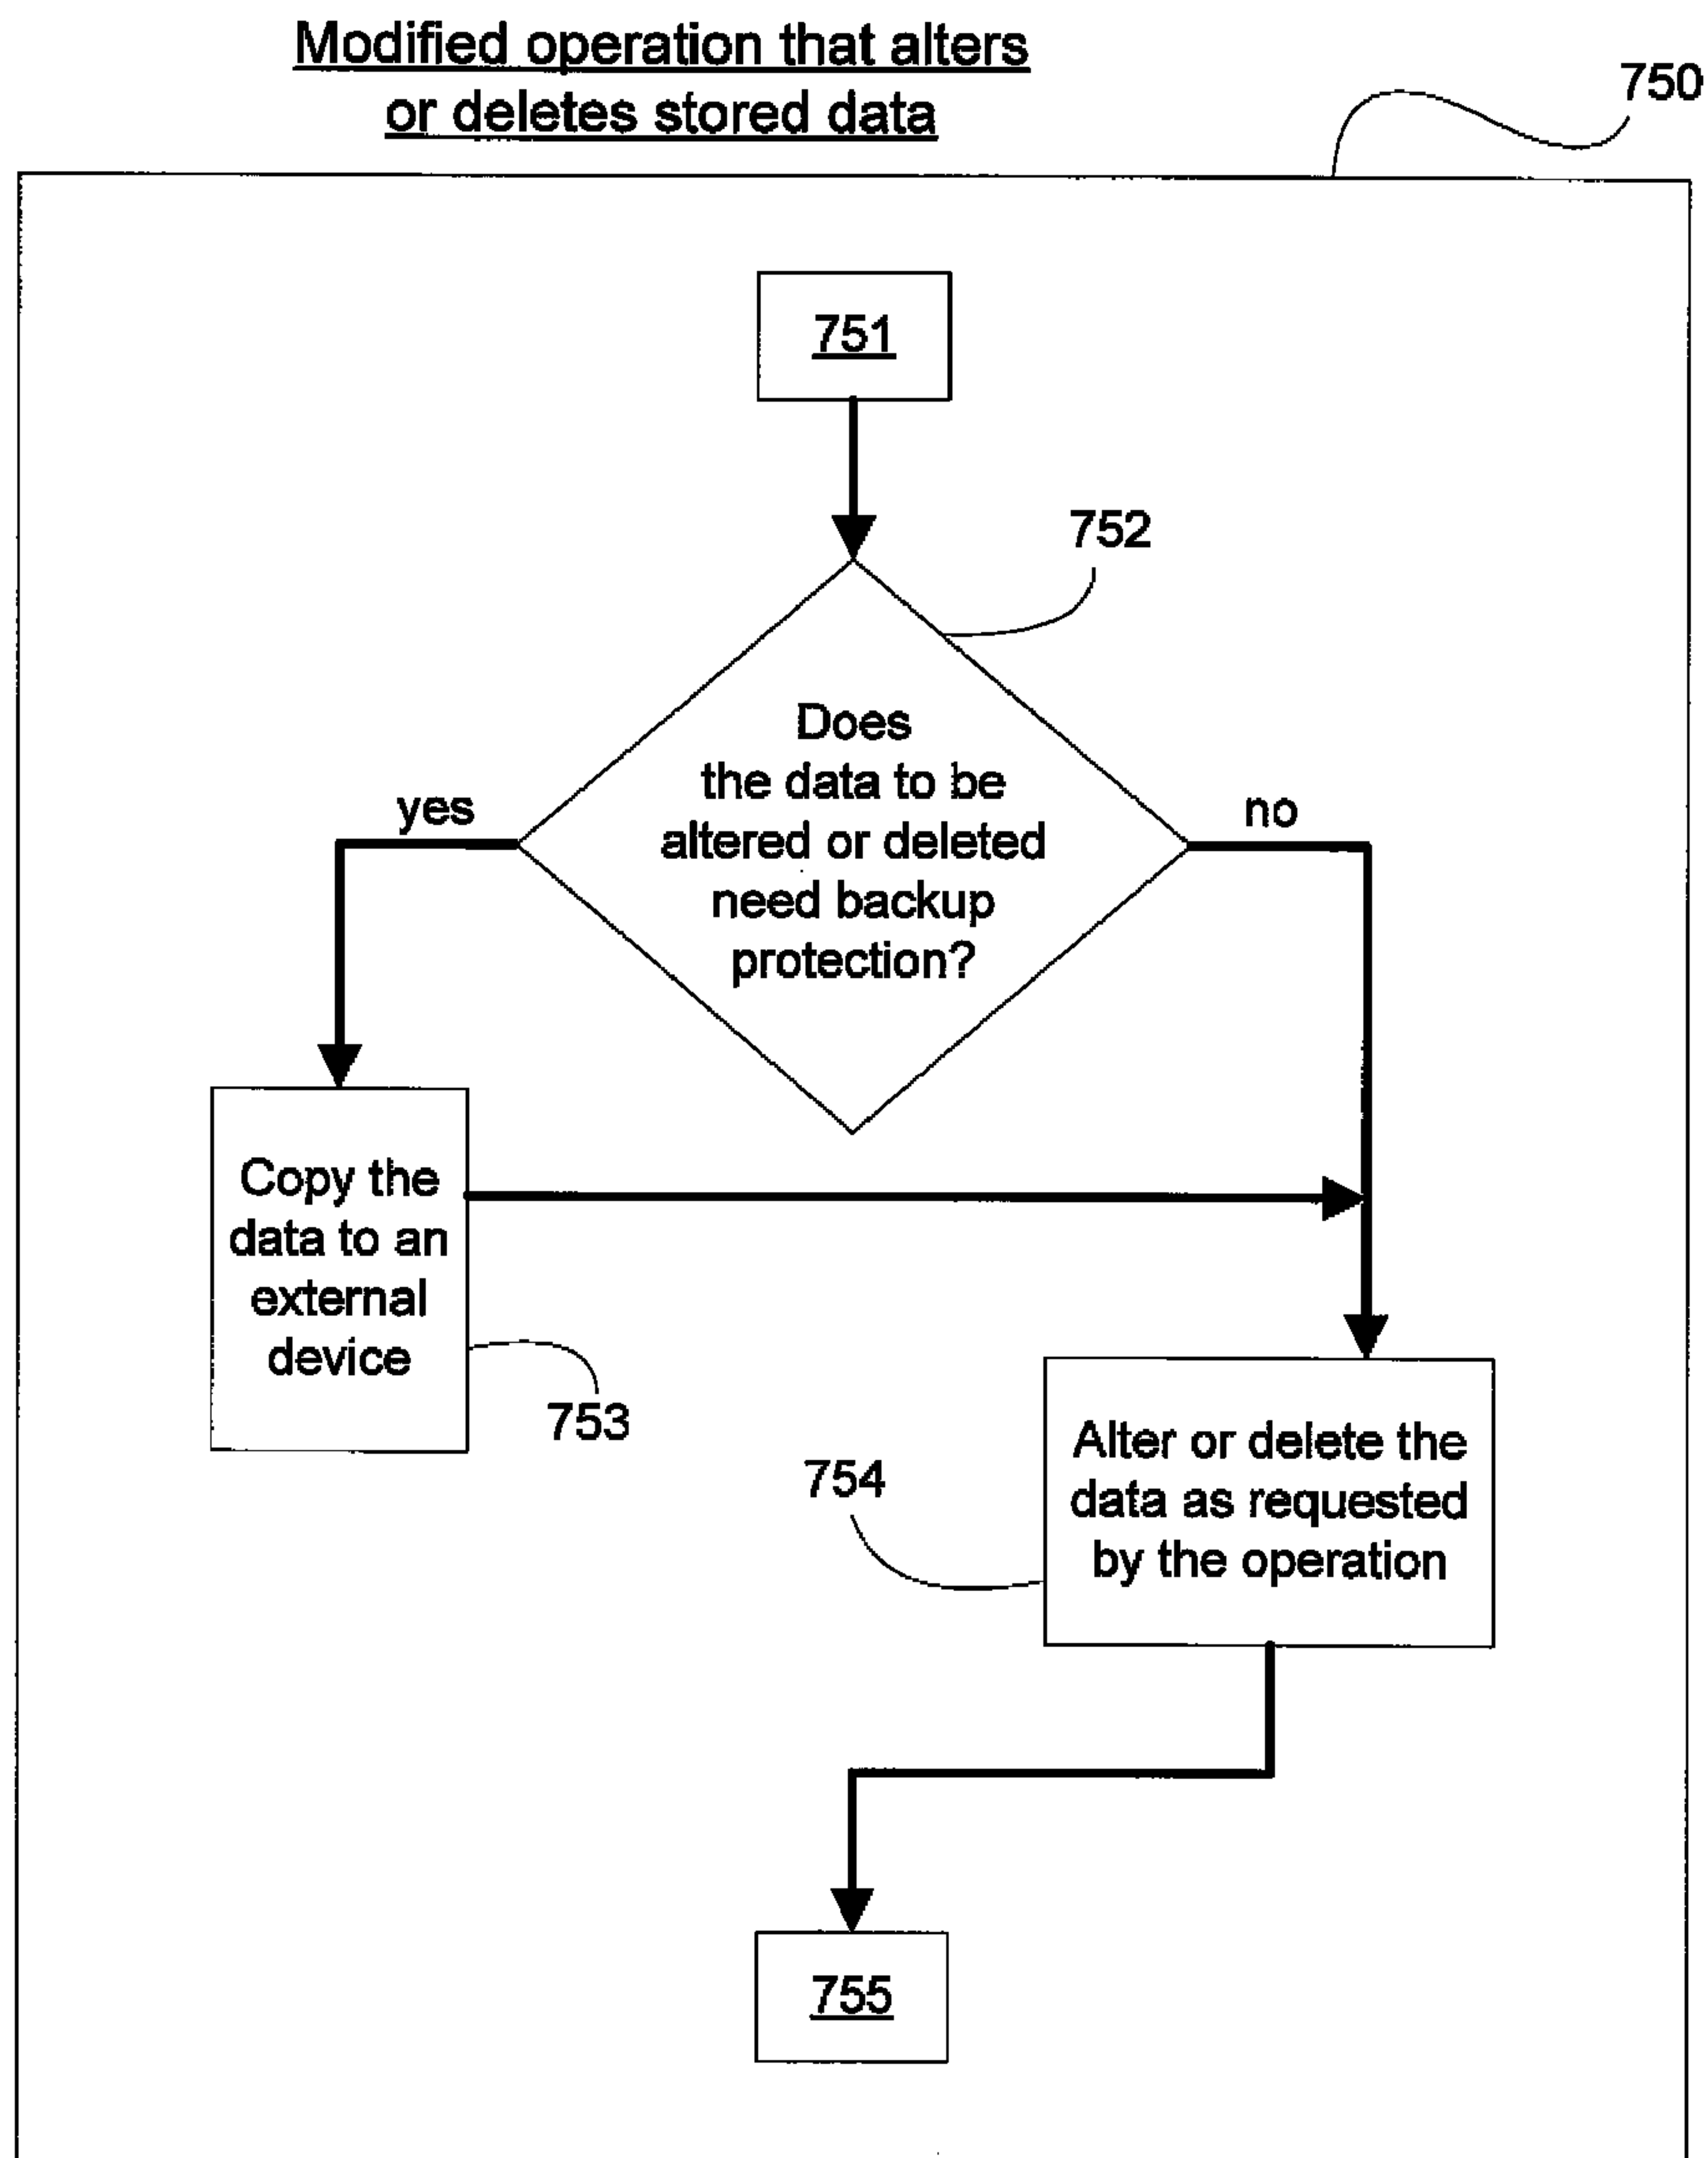 Modified operation that alters
or deletes stored data
750
751
752
Does
the data to be
altered or deleted
need backup
protection?
yes
no
Copy the
data to an
external
device
753
754
Alter or delete the
data as requested
by the operation
755